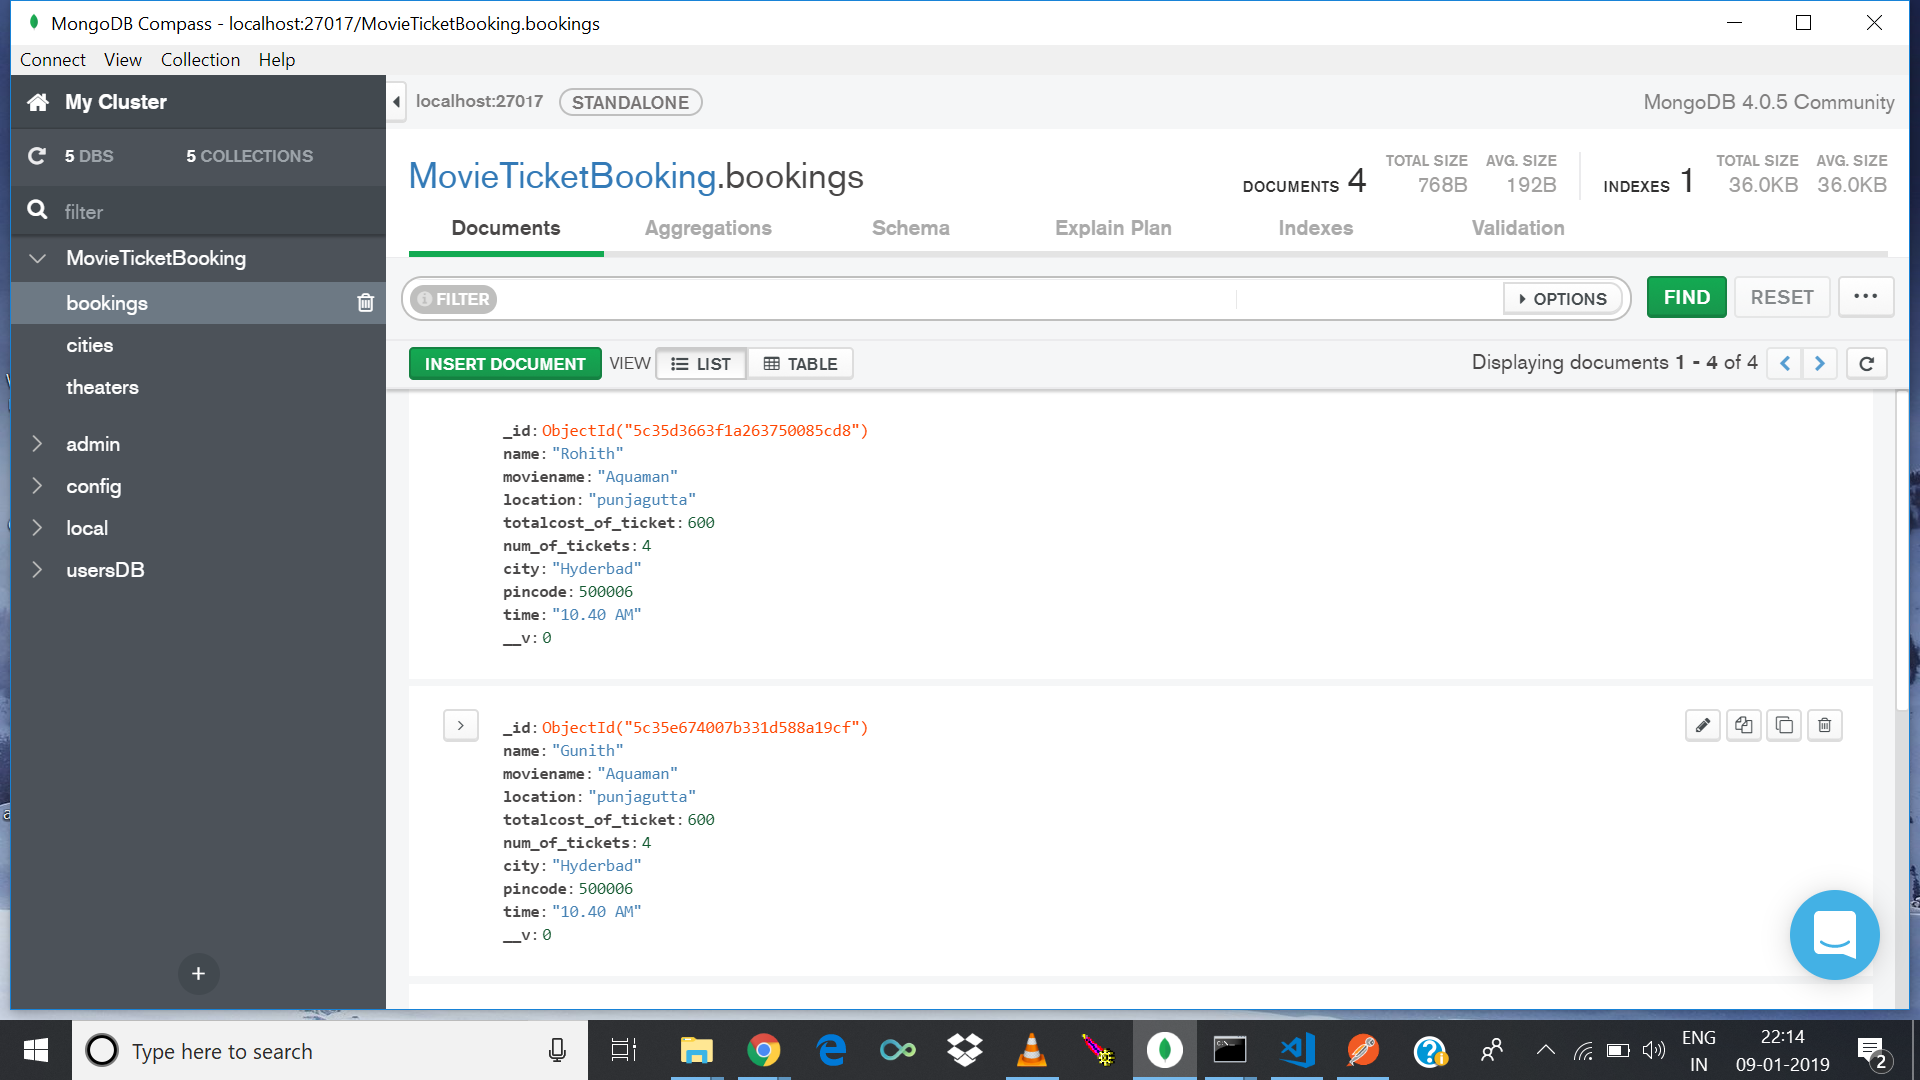 MongoDB Compass - localhost:27017/MovieTicketBooking.bookings
Connect View Collection Help
My Cluster
localhost:27017 STANDALONE
MongoDB 4.0.5 Community
5 DBS 5 COLLECTIONS
filter
MovieTicketBooking
bookings
cities
theaters
admin
config
local
usersDB
+
MovieTicketBooking.bookings
DOCUMENTS 4 TOTAL SIZE 768B AVG. SIZE 192B INDEXES 1 TOTAL SIZE 36.0KB AVG. SIZE 36.0KB
Documents Aggregations Schema Explain Plan Indexes Validation
FILTER OPTIONS FIND RESET ...
INSERT DOCUMENT VIEW LIST TABLE Displaying documents 1 - 4 of 4
_id: ObjectId("5c35d3663f1a263750085cd8")
name: "Rohith"
moviename: "Aquaman"
location: "punjagutta"
totalcost_of_ticket: 600
num_of_tickets: 4
city: "Hyderbad"
pincode: 500006
time: "10.40 AM"
__v: 0
_id: ObjectId("5c35e674007b331d588a19cf")
name: "Gunith"
moviename: "Aquaman"
location: "punjagutta"
totalcost_of_ticket: 600
num_of_tickets: 4
city: "Hyderbad"
pincode: 500006
time: "10.40 AM"
__v: 0
Type here to search
ENG
IN
22:14
09-01-2019
2